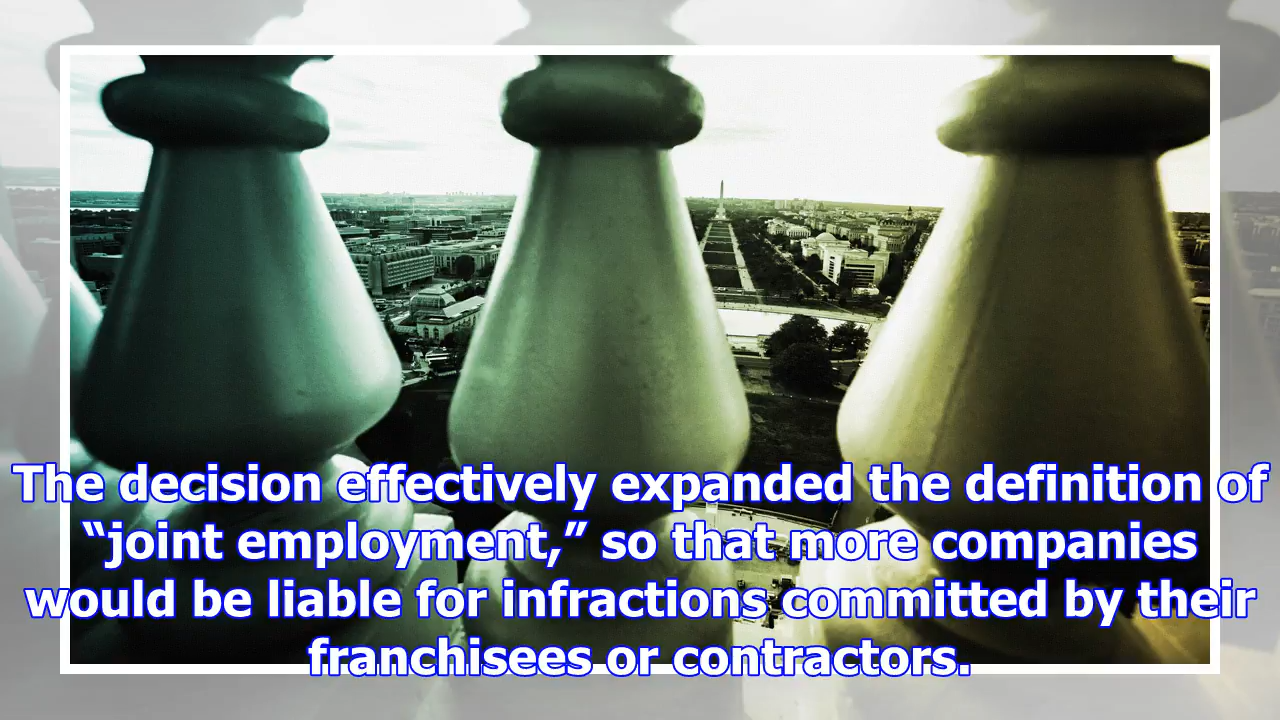 The decision effectively expanded the definition of
“joint employment,” so that more companies
would be liable for infractions committed by their
franchisees or contractors.